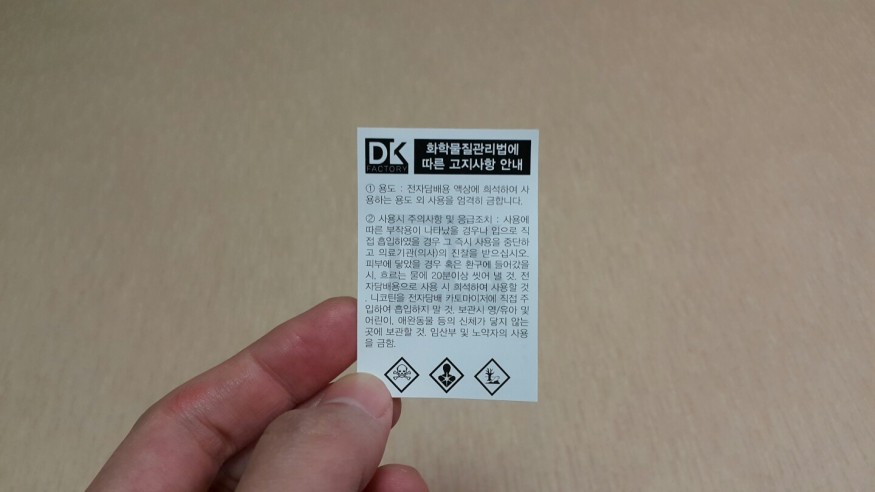 DK
FACTORY
화학물질관리법에
따른 고지사항 안내
① 용도 : 전자담배용 액상에 희석하여 사
용하는 용도 외 사용을 엄격히 금합니다.
② 사용시 주의사항 및 응급조치 : 사용에
따른 부작용이 나타났을 경우나 입으로 직
접 흡입하였을 경우 그 즉시 사용을 중단하
고 의료기관(의사)의 진찰을 받으십시오.
피부에 닿았을 경우 혹은 환구에 들어갔을
시, 흐르는 물에 20분이상 씻어 낼 것. 전
자담배용으로 사용 시 희석하여 사용할 것
, 니코틴을 전자담배 카토마이저에 직접 주
입하여 흡입하지 말 것. 보관시 영/유아 및
어린이, 애완동물 등의 신체가 닿지 않는
곳에 보관할 것. 임산부 및 노약자의 사용
을 금함.